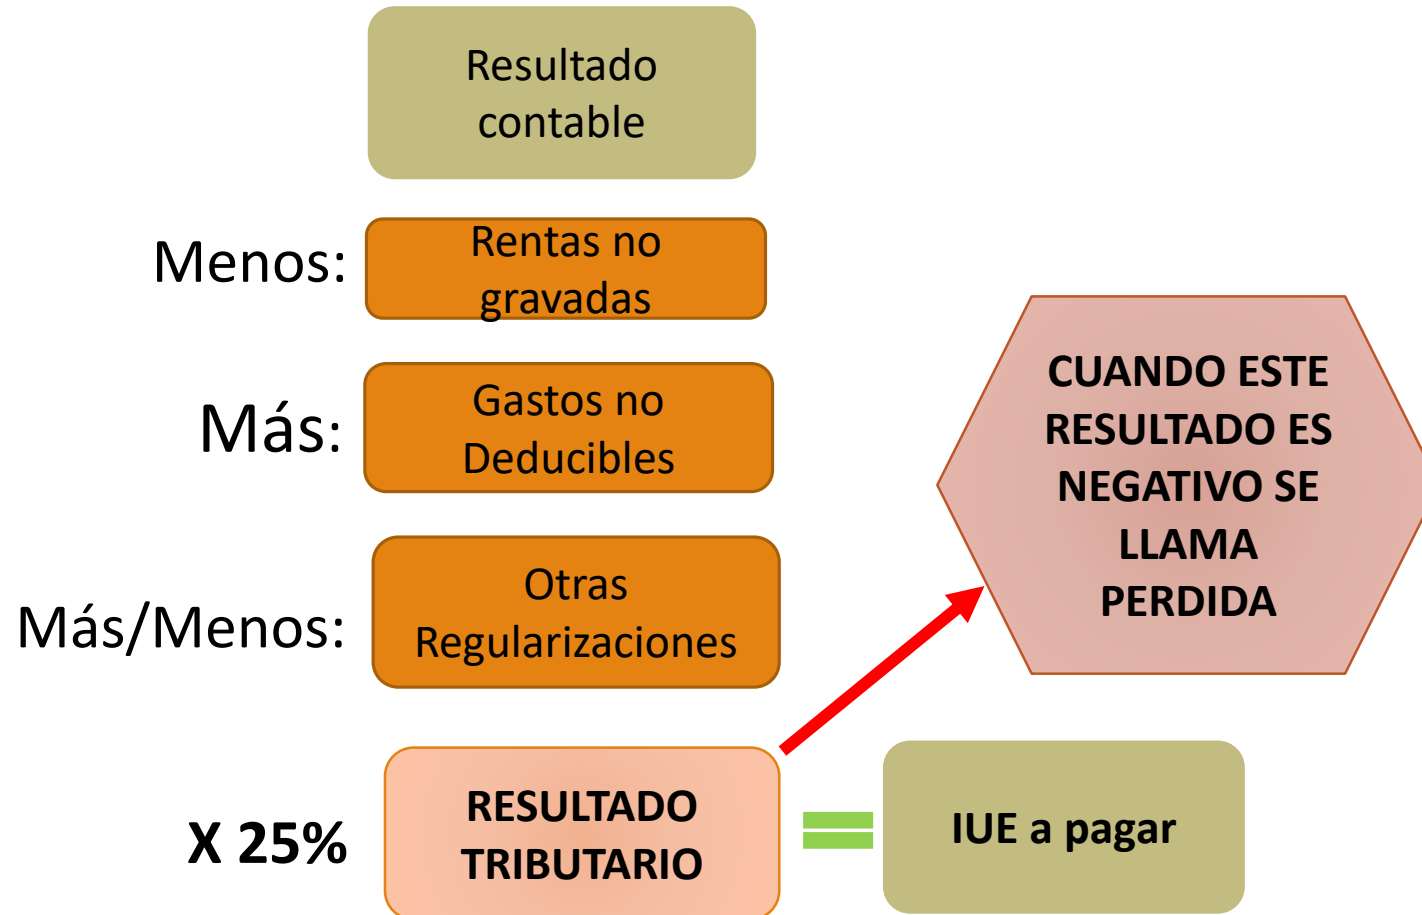 Resultado
contable
Menos:
Rentas no
gravadas
Más:
Gastos no
Deducibles
Más/Menos:
Otras
Regularizaciones
CUANDO ESTE
RESULTADO ES
NEGATIVO SE
LLAMA
PERDIDA
X 25%
RESULTADO
TRIBUTARIO
IUE a pagar